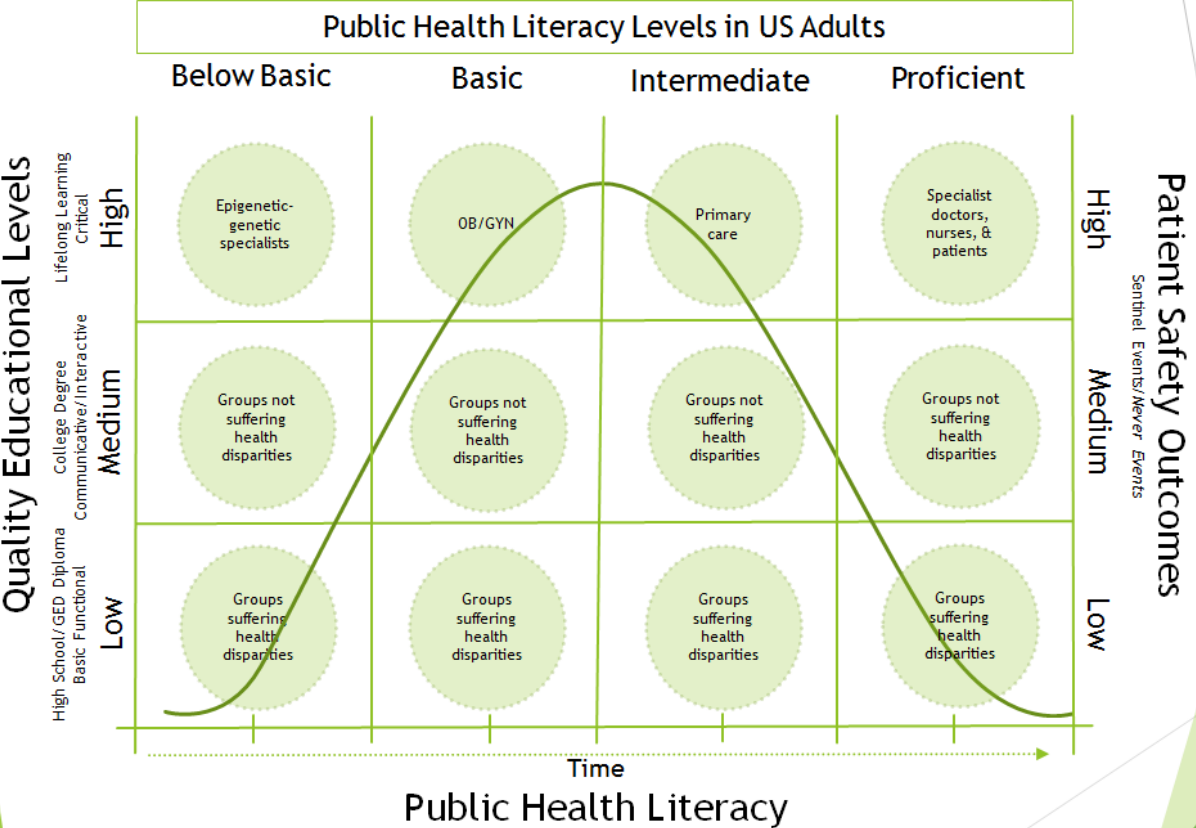 Public Health Literacy Levels in US Adults
Below Basic
Basic
Intermediate
Proficient
Quality Educational Levels
Lifelong Learning
Critical
High
Epigenetic-
genetic
specialists
OB/GYN
Primary
care
Specialist
doctors,
nurses, &
patients
High
Patient Safety Outcomes
Sentinel Events/Never Events
College Degree
Communicative/Interactive
Medium
Groups not
suffering
health
disparities
Groups not
suffering
health
disparities
Groups not
suffering
health
disparities
Groups not
suffering
health
disparities
Medium
High School/GED Diploma
Basic Functional
Low
Groups
suffering
health
disparities
Groups
suffering
health
disparities
Groups
suffering
health
disparities
Groups
suffering
health
disparities
Low
Time
Public Health Literacy